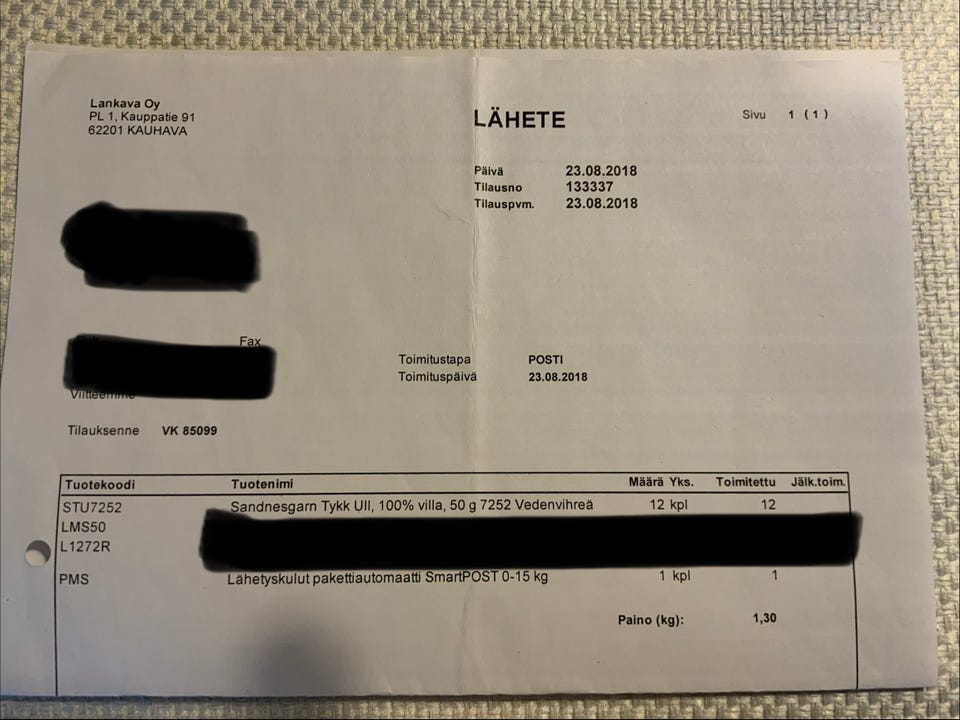 Lankava Oy
PL 1, Kauppatie 91
62201 KAUHAVA
LÄHETE
Sivu 1 (1)
Päivä 23.08.2018
Tilausno 133337
Tilauspvm. 23.08.2018
Fax
Toimitustapa POSTI
Toimituspäivä 23.08.2018
Viitteemme
Tilauksenne VK 85099
Tuotekoodi Tuotenimi Määrä Yks. Toimitettu Jälk.toim.
STU7252 Sandnesgarn Tykk Ull, 100% villa, 50 g 7252 Vedenvihreä 12 kpl 12
LMS50
L1272R
PMS Lähetyskulut pakettiautomaatti SmartPOST 0-15 kg 1 kpl 1
Paino (kg): 1,30